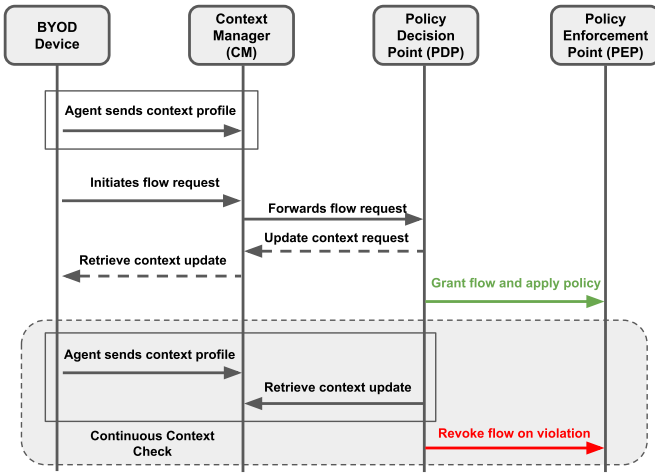 BYOD
Device
Context
Manager
(CM)
Policy
Decision
Point (PDP)
Policy
Enforcement
Point (PEP)
Agent sends context profile
Initiates flow request
Forwards flow request
Update context request
Retrieve context update
Grant flow and apply policy
Agent sends context profile
Retrieve context update
Revoke flow on violation
Continuous Context
Check